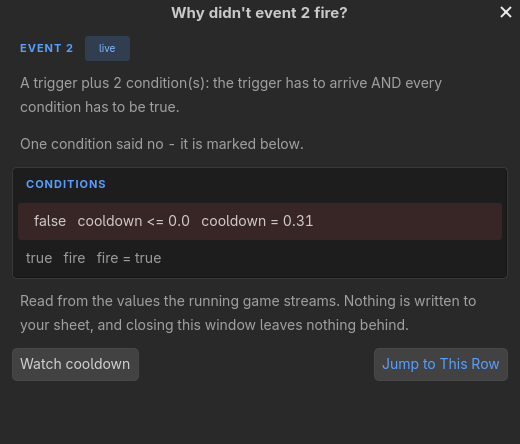 Why didn't event 2 fire?
EVENT 2 live
A trigger plus 2 condition(s): the trigger has to arrive AND every
condition has to be true.
One condition said no - it is marked below.
CONDITIONS
false cooldown <= 0.0 cooldown = 0.31
true fire fire = true
Read from the values the running game streams. Nothing is written to
your sheet, and closing this window leaves nothing behind.
Watch cooldown
Jump to This Row